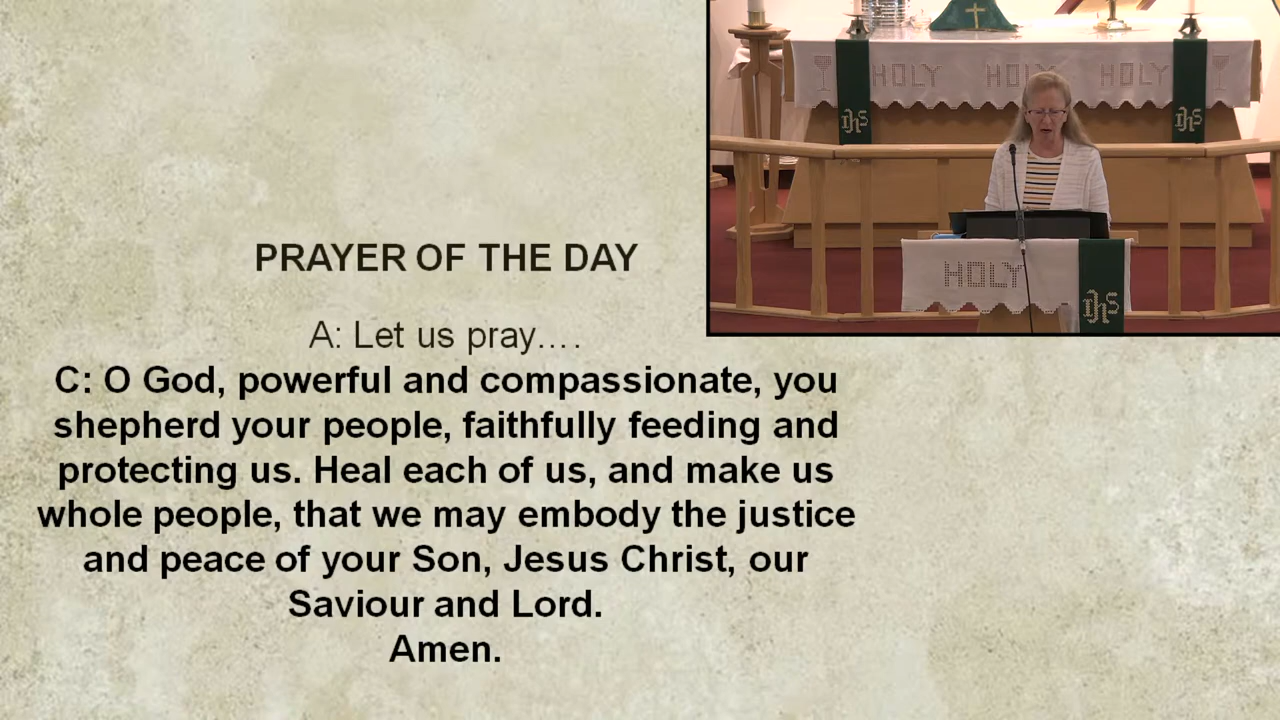 HOLY HOLY HOLY
IHS IHS
HOLY
IHS
PRAYER OF THE DAY
A: Let us pray….
C: O God, powerful and compassionate, you
shepherd your people, faithfully feeding and
protecting us. Heal each of us, and make us
whole people, that we may embody the justice
and peace of your Son, Jesus Christ, our
Saviour and Lord.
Amen.